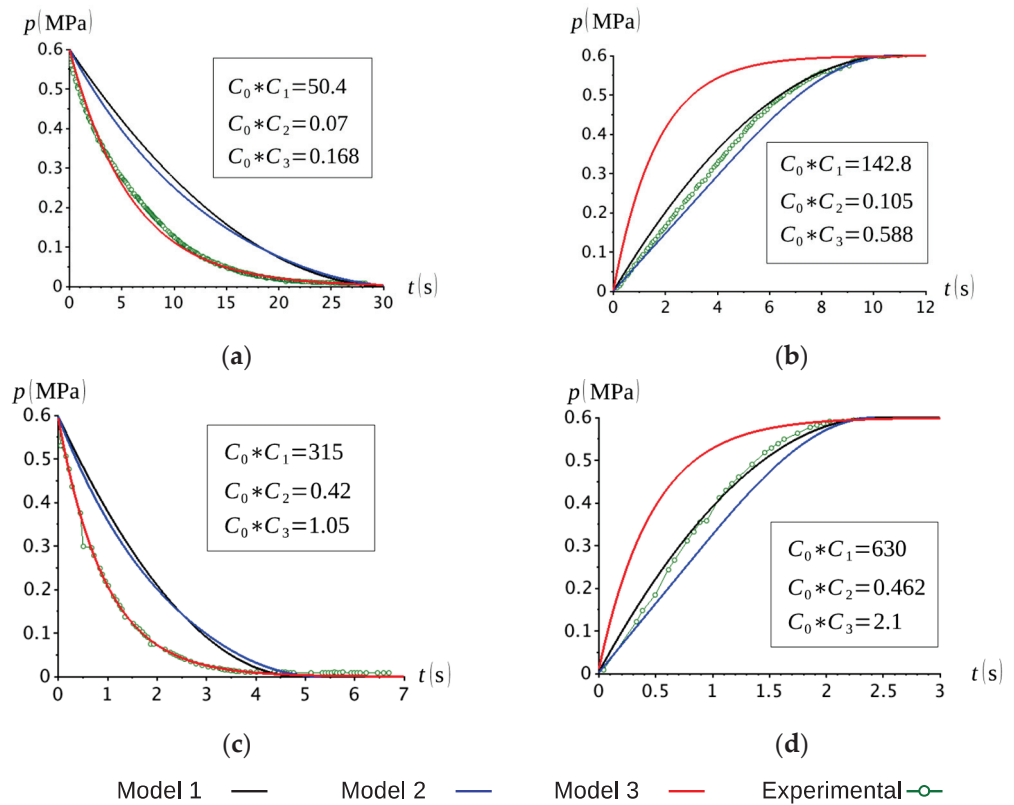 p(MPa)
0.6
0.5
0.4
0.3
0.2
0.1
0
0 5 10 15 20 25 30
t(s)
C₀*C₁=50.4
C₀*C₂=0.07
C₀*C₃=0.168
(a)
p(MPa)
0.6
0.5
0.4
0.3
0.2
0.1
0
0 2 4 6 8 10 12
t(s)
C₀*C₁=142.8
C₀*C₂=0.105
C₀*C₃=0.588
(b)
p(MPa)
0.6
0.5
0.4
0.3
0.2
0.1
0
0 1 2 3 4 5 6 7
t(s)
C₀*C₁=315
C₀*C₂=0.42
C₀*C₃=1.05
(c)
p(MPa)
0.6
0.5
0.4
0.3
0.2
0.1
0
0 0.5 1 1.5 2 2.5 3
t(s)
C₀*C₁=630
C₀*C₂=0.462
C₀*C₃=2.1
(d)
Model 1 Model 2 Model 3 Experimental